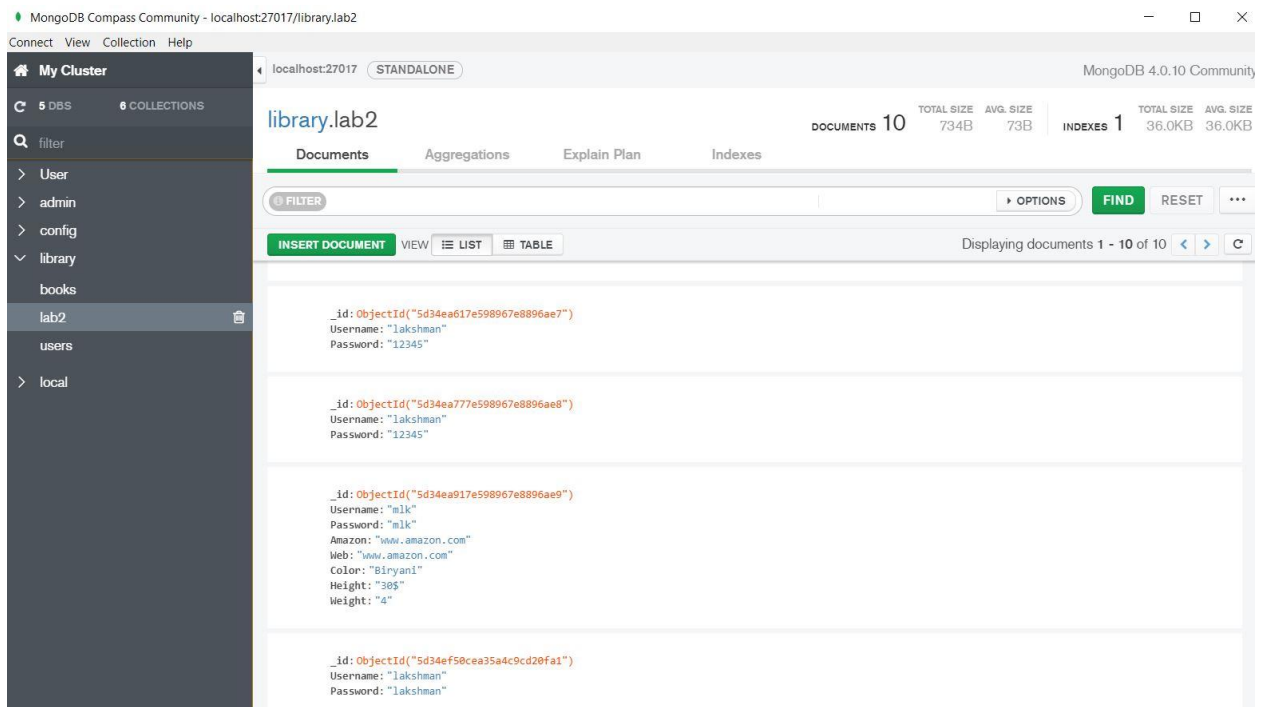 MongoDB Compass Community - localhost:27017/library.lab2
Connect View Collection Help
My Cluster
5 DBS 6 COLLECTIONS
filter
User
admin
config
library
books
lab2
users
local
localhost:27017 STANDALONE MongoDB 4.0.10 Community
library.lab2 DOCUMENTS 10 TOTAL SIZE 734B AVG. SIZE 73B INDEXES 1 TOTAL SIZE 36.0KB AVG. SIZE 36.0KB
Documents Aggregations Explain Plan Indexes
FILTER OPTIONS FIND RESET ...
INSERT DOCUMENT VIEW LIST TABLE Displaying documents 1 - 10 of 10 < > C
_id:ObjectId("5d34ea617e598967e8896ae7")
Username:"lakshman"
Password:"12345"
_id:ObjectId("5d34ea777e598967e8896ae8")
Username:"lakshman"
Password:"12345"
_id:ObjectId("5d34ea917e598967e8896ae9")
Username:"mlk"
Password:"mlk"
Amazon:"www.amazon.com"
Web:"www.amazon.com"
Color:"Biryani"
Height:"30$"
Weight:"4"
_id:ObjectId("5d34ef50cea35a4c9cd20fa1")
Username:"lakshman"
Password:"lakshman"